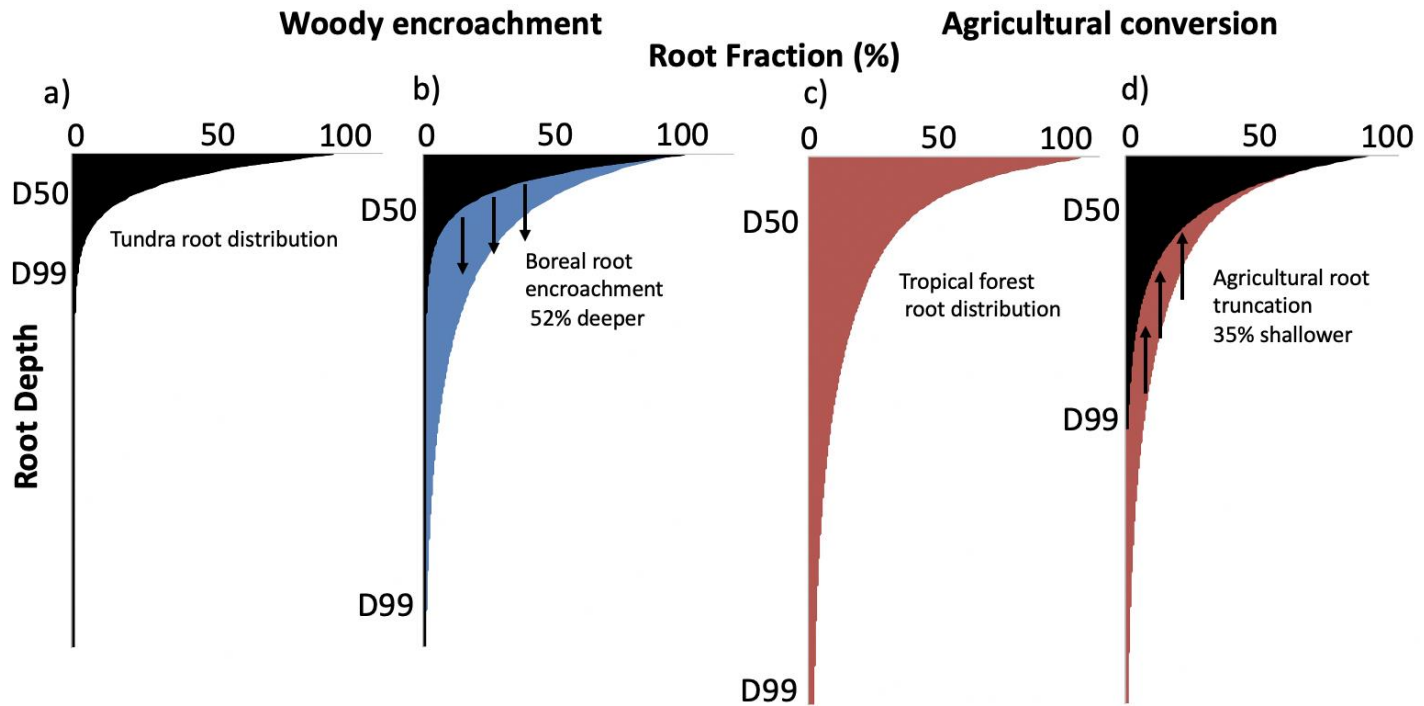 Woody encroachment
Agricultural conversion
Root Fraction (%)
a)
0 50 100
D50
D99
Tundra root distribution
Root Depth
b)
0 50 100
D50
Boreal root
encroachment
52% deeper
D99
c)
0 50 100
D50
Tropical forest
root distribution
D99
d)
0 50 100
D50
Agricultural root
truncation
35% shallower
D99